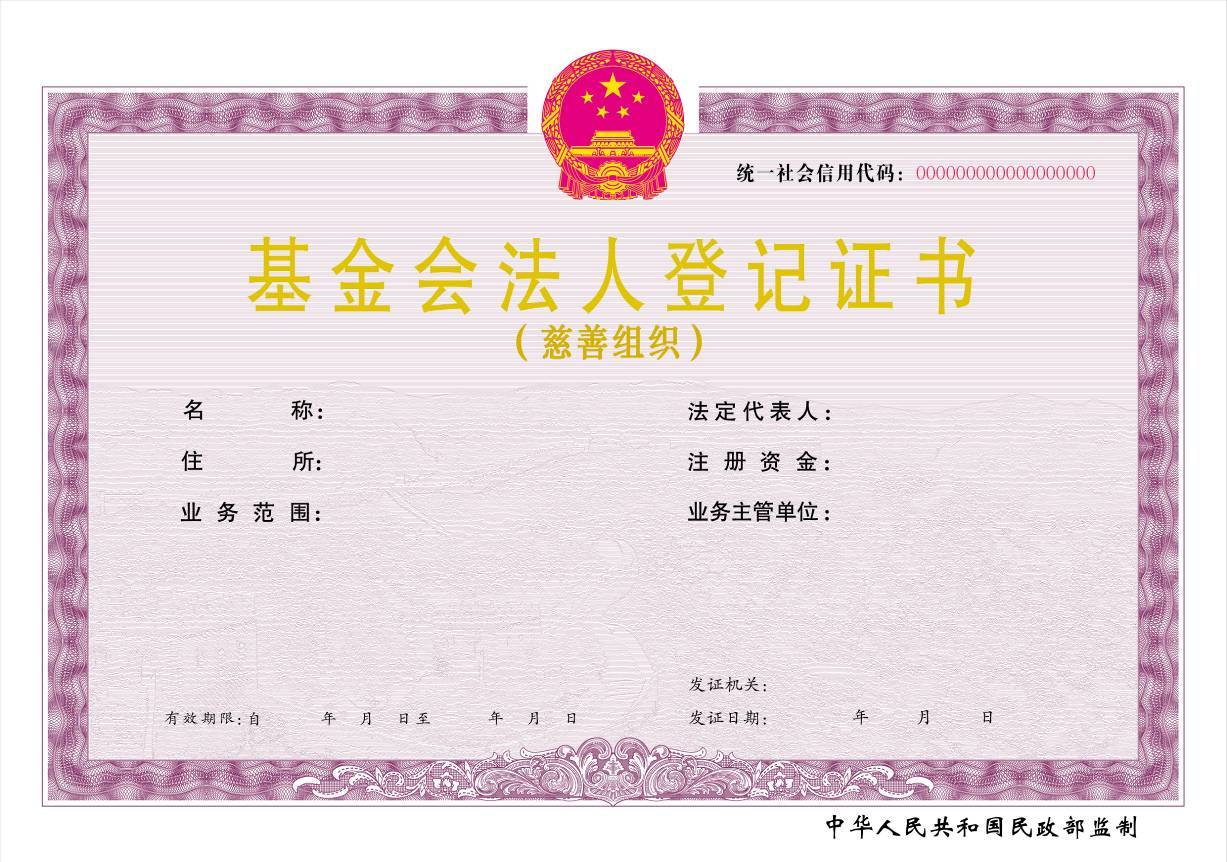 统一社会信用代码：000000000000000000
基金会法人登记证书
（慈善组织）
名 称：
法定代表人：
住 所：
注册资金：
业务范围：
业务主管单位：
发证机关：
有效期限：自 年 月 日至 年 月 日
发证日期： 年 月 日
中华人民共和国民政部监制